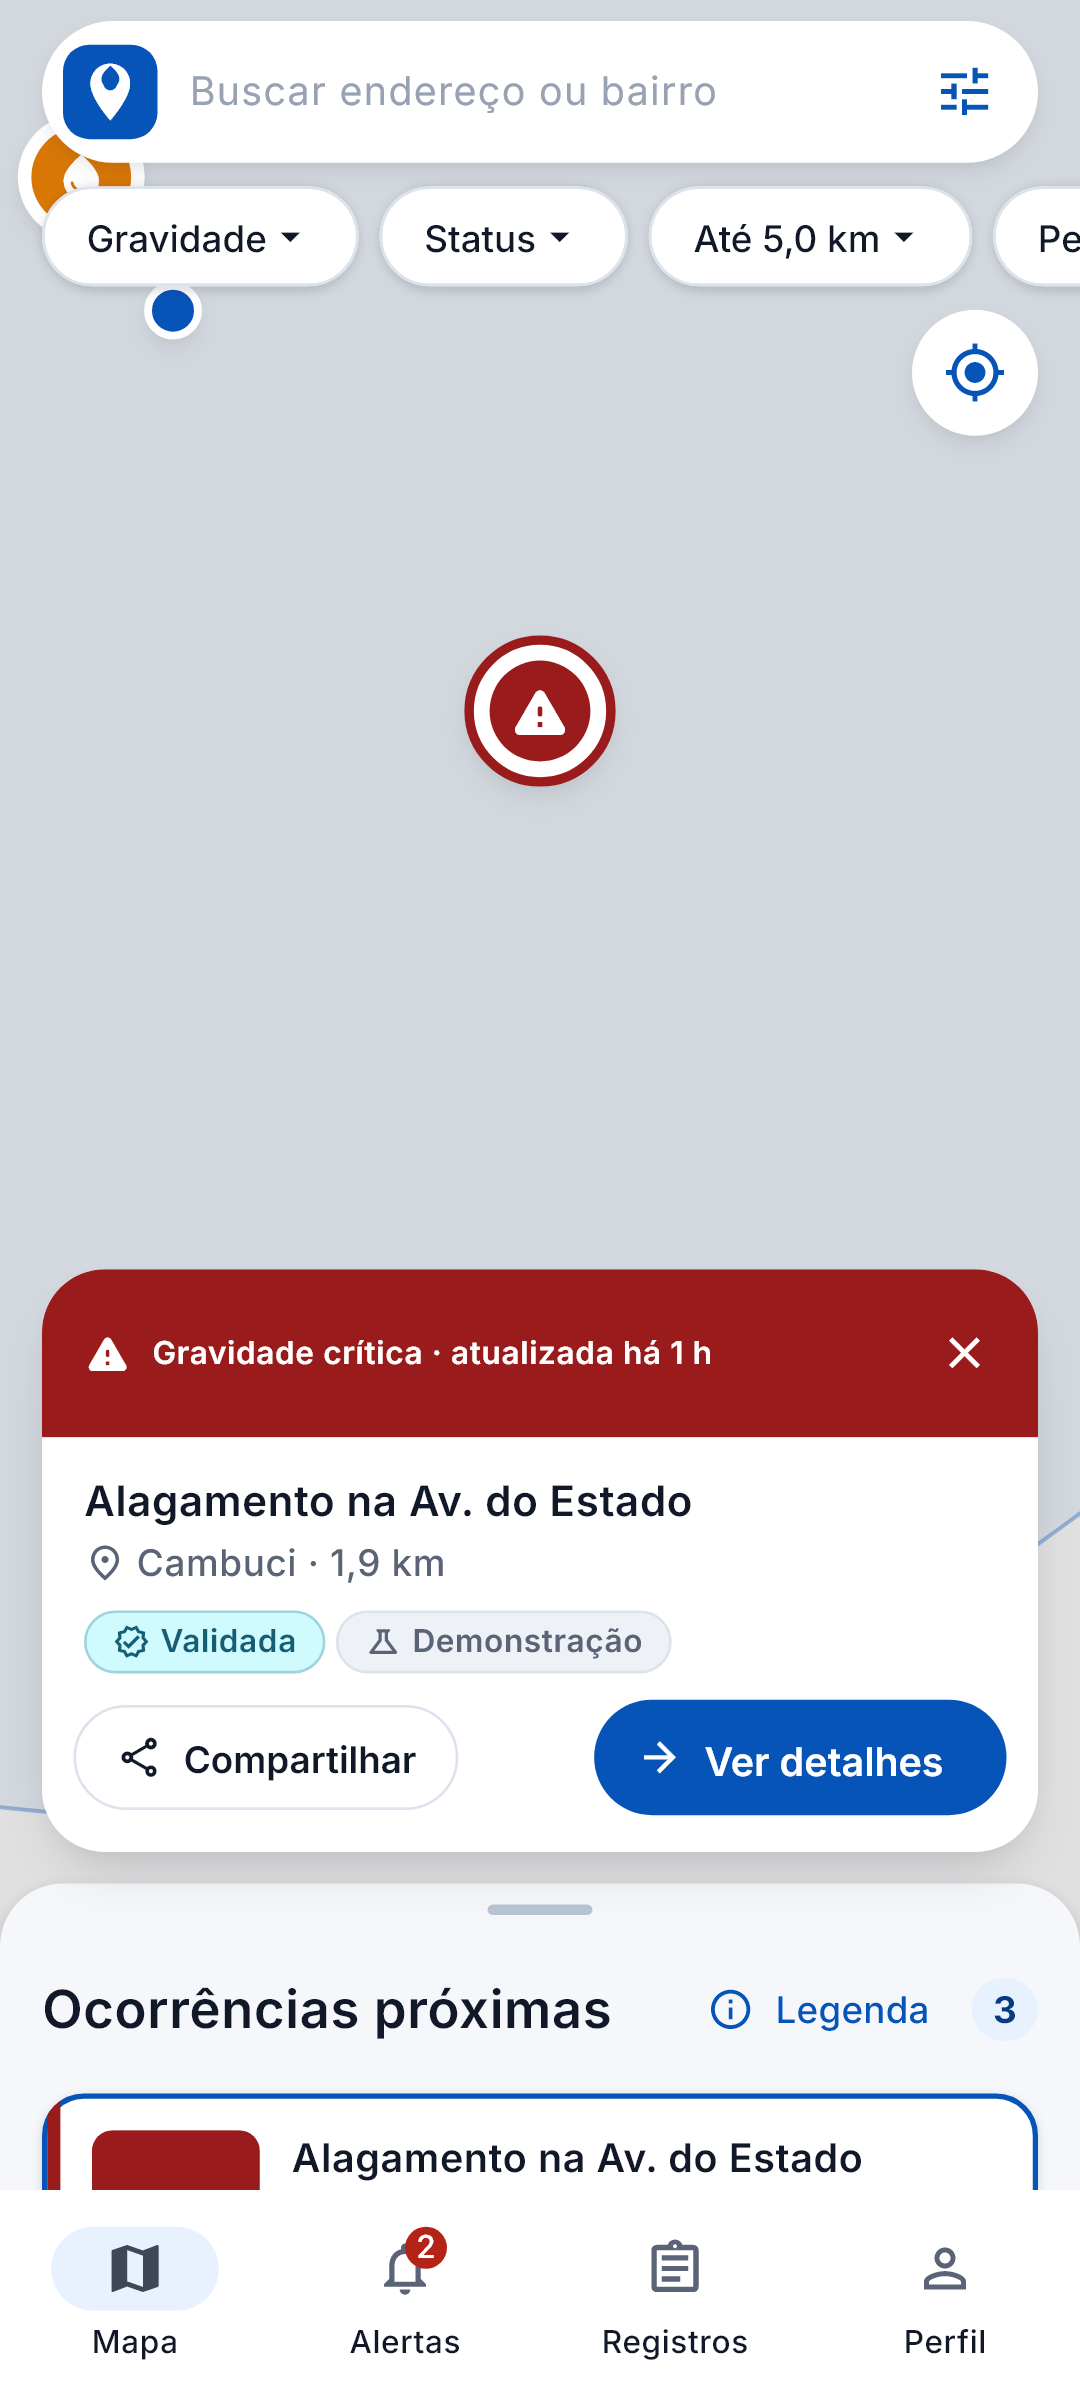 Buscar endereço ou bairro
Gravidade
Status
Até 5,0 km
Pe
Gravidade crítica · atualizada há 1 h
Alagamento na Av. do Estado
Cambuci · 1,9 km
Validada
Demonstração
Compartilhar
Ver detalhes
Ocorrências próximas
Legenda
3
Alagamento na Av. do Estado
2
Mapa
Alertas
Registros
Perfil